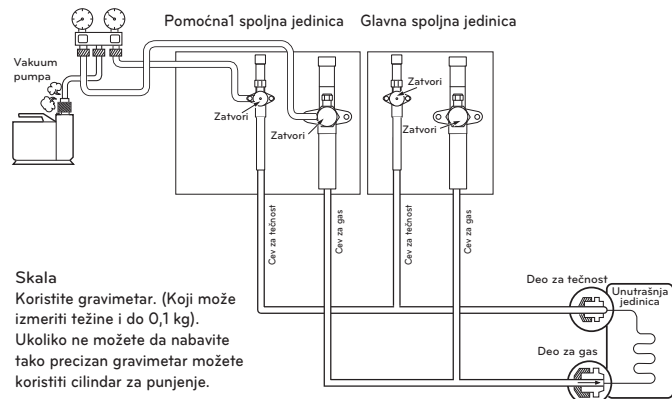 Pomoćna1 spoljna jedinica
Glavna spoljna jedinica
Vakuum
pumpa
Zatvori
Zatvori
Zatvori
Zatvori
Cev za tečnost
Cev za gas
Cev za tečnost
Cev za gas
Skala
Koristite gravimetar. (Koji može
izmeriti težine i do 0,1 kg).
Ukoliko ne možete da nabavite
tako precizan gravimetar možete
koristiti cilindar za punjenje.
Deo za tečnost
Unutrašnja
jedinica
Deo za gas